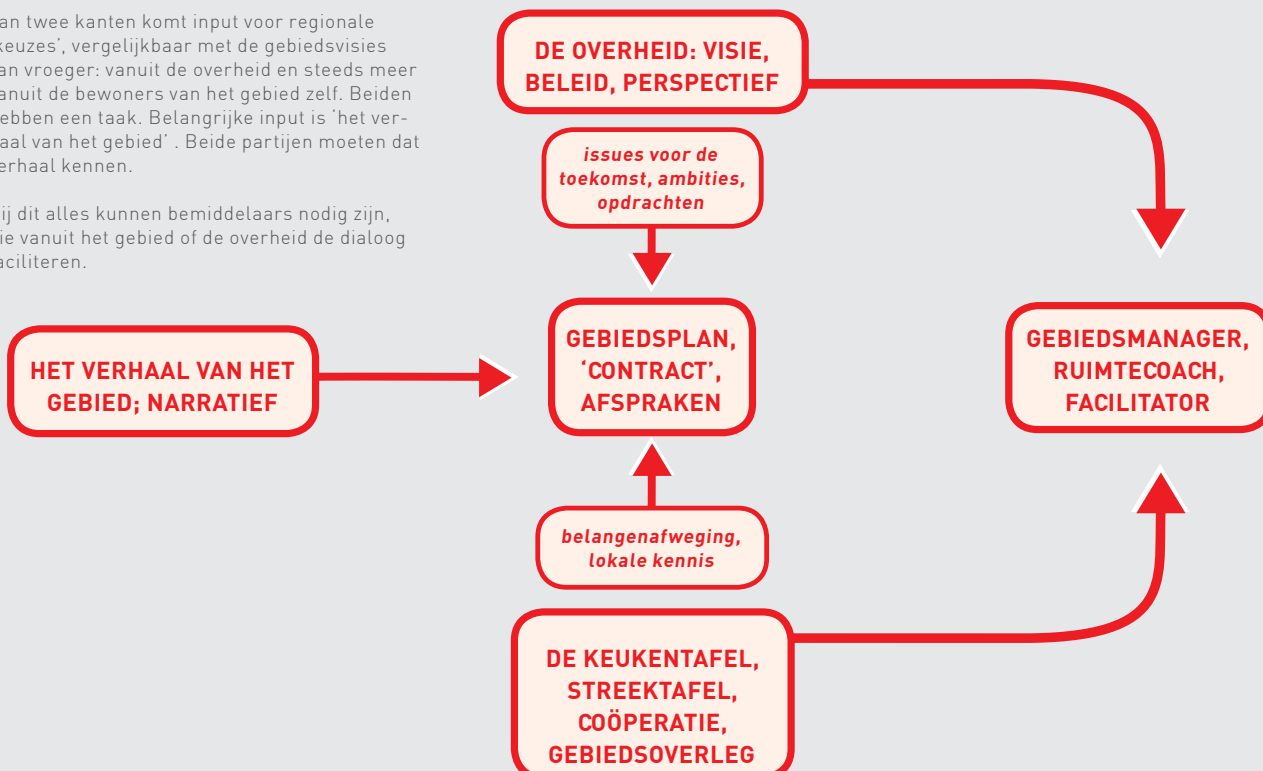 an twee kanten komt input voor regionale
keuzes’, vergelijkbaar met de gebiedsvisies
an vroeger: vanuit de overheid en steeds meer
anuit de bewoners van het gebied zelf. Beiden
ebben een taak. Belangrijke input is ‘het ver-
aal van het gebied’ . Beide partijen moeten dat
erhaal kennen.
ij dit alles kunnen bemiddelaars nodig zijn,
ie vanuit het gebied of de overheid de dialoog
aciliteren.
DE OVERHEID: VISIE,
BELEID, PERSPECTIEF
issues voor de
toekomst, ambities,
opdrachten
HET VERHAAL VAN HET
GEBIED; NARRATIEF
GEBIEDSPLAN,
‘CONTRACT’,
AFSPRAKEN
GEBIEDSMANAGER,
RUIMTECOACH,
FACILITATOR
belangenafweging,
lokale kennis
DE KEUKENTAFEL,
STREEKTAFEL,
COÖPERATIE,
GEBIEDSOVERLEG